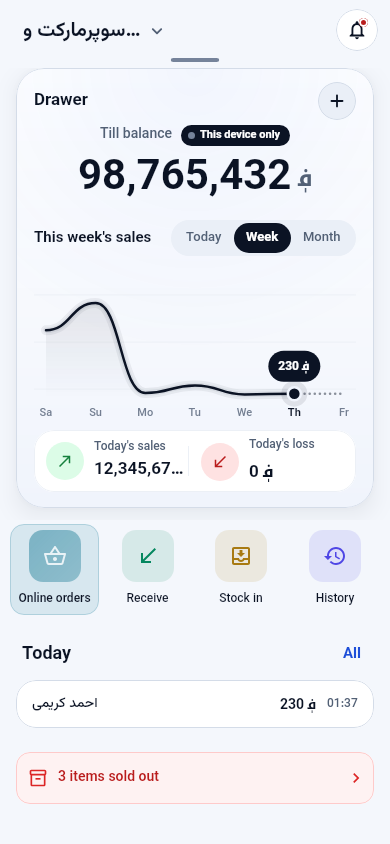 سوپرمارکت و...
Drawer
Till balance
This device only
98,765,432 ؋
This week's sales
Today Week Month
230 ؋
Sa Su Mo Tu We Th Fr
Today's sales
12,345,67...
Today's loss
0 ؋
Online orders
Receive
Stock in
History
Today
All
احمد کریمی
230 ؋
01:37
3 items sold out